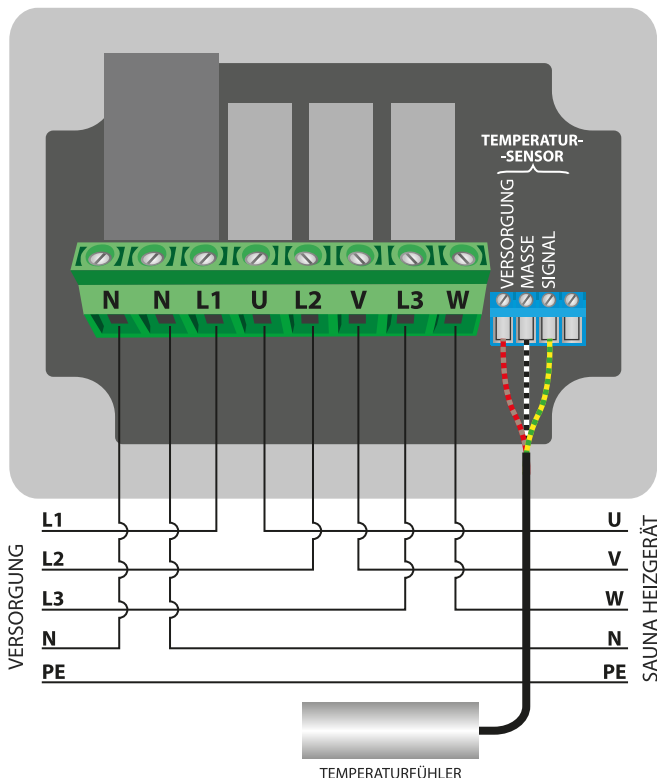 TEMPERATUR-
-SENSOR
VERSORGUNG
MASSE
SIGNAL
N N L1 U L2 V L3 W
L1 U
L2 V
L3 W
N N
PE PE
VERSORGUNG
SAUNA HEIZGERÄT
TEMPERATURFÜHLER